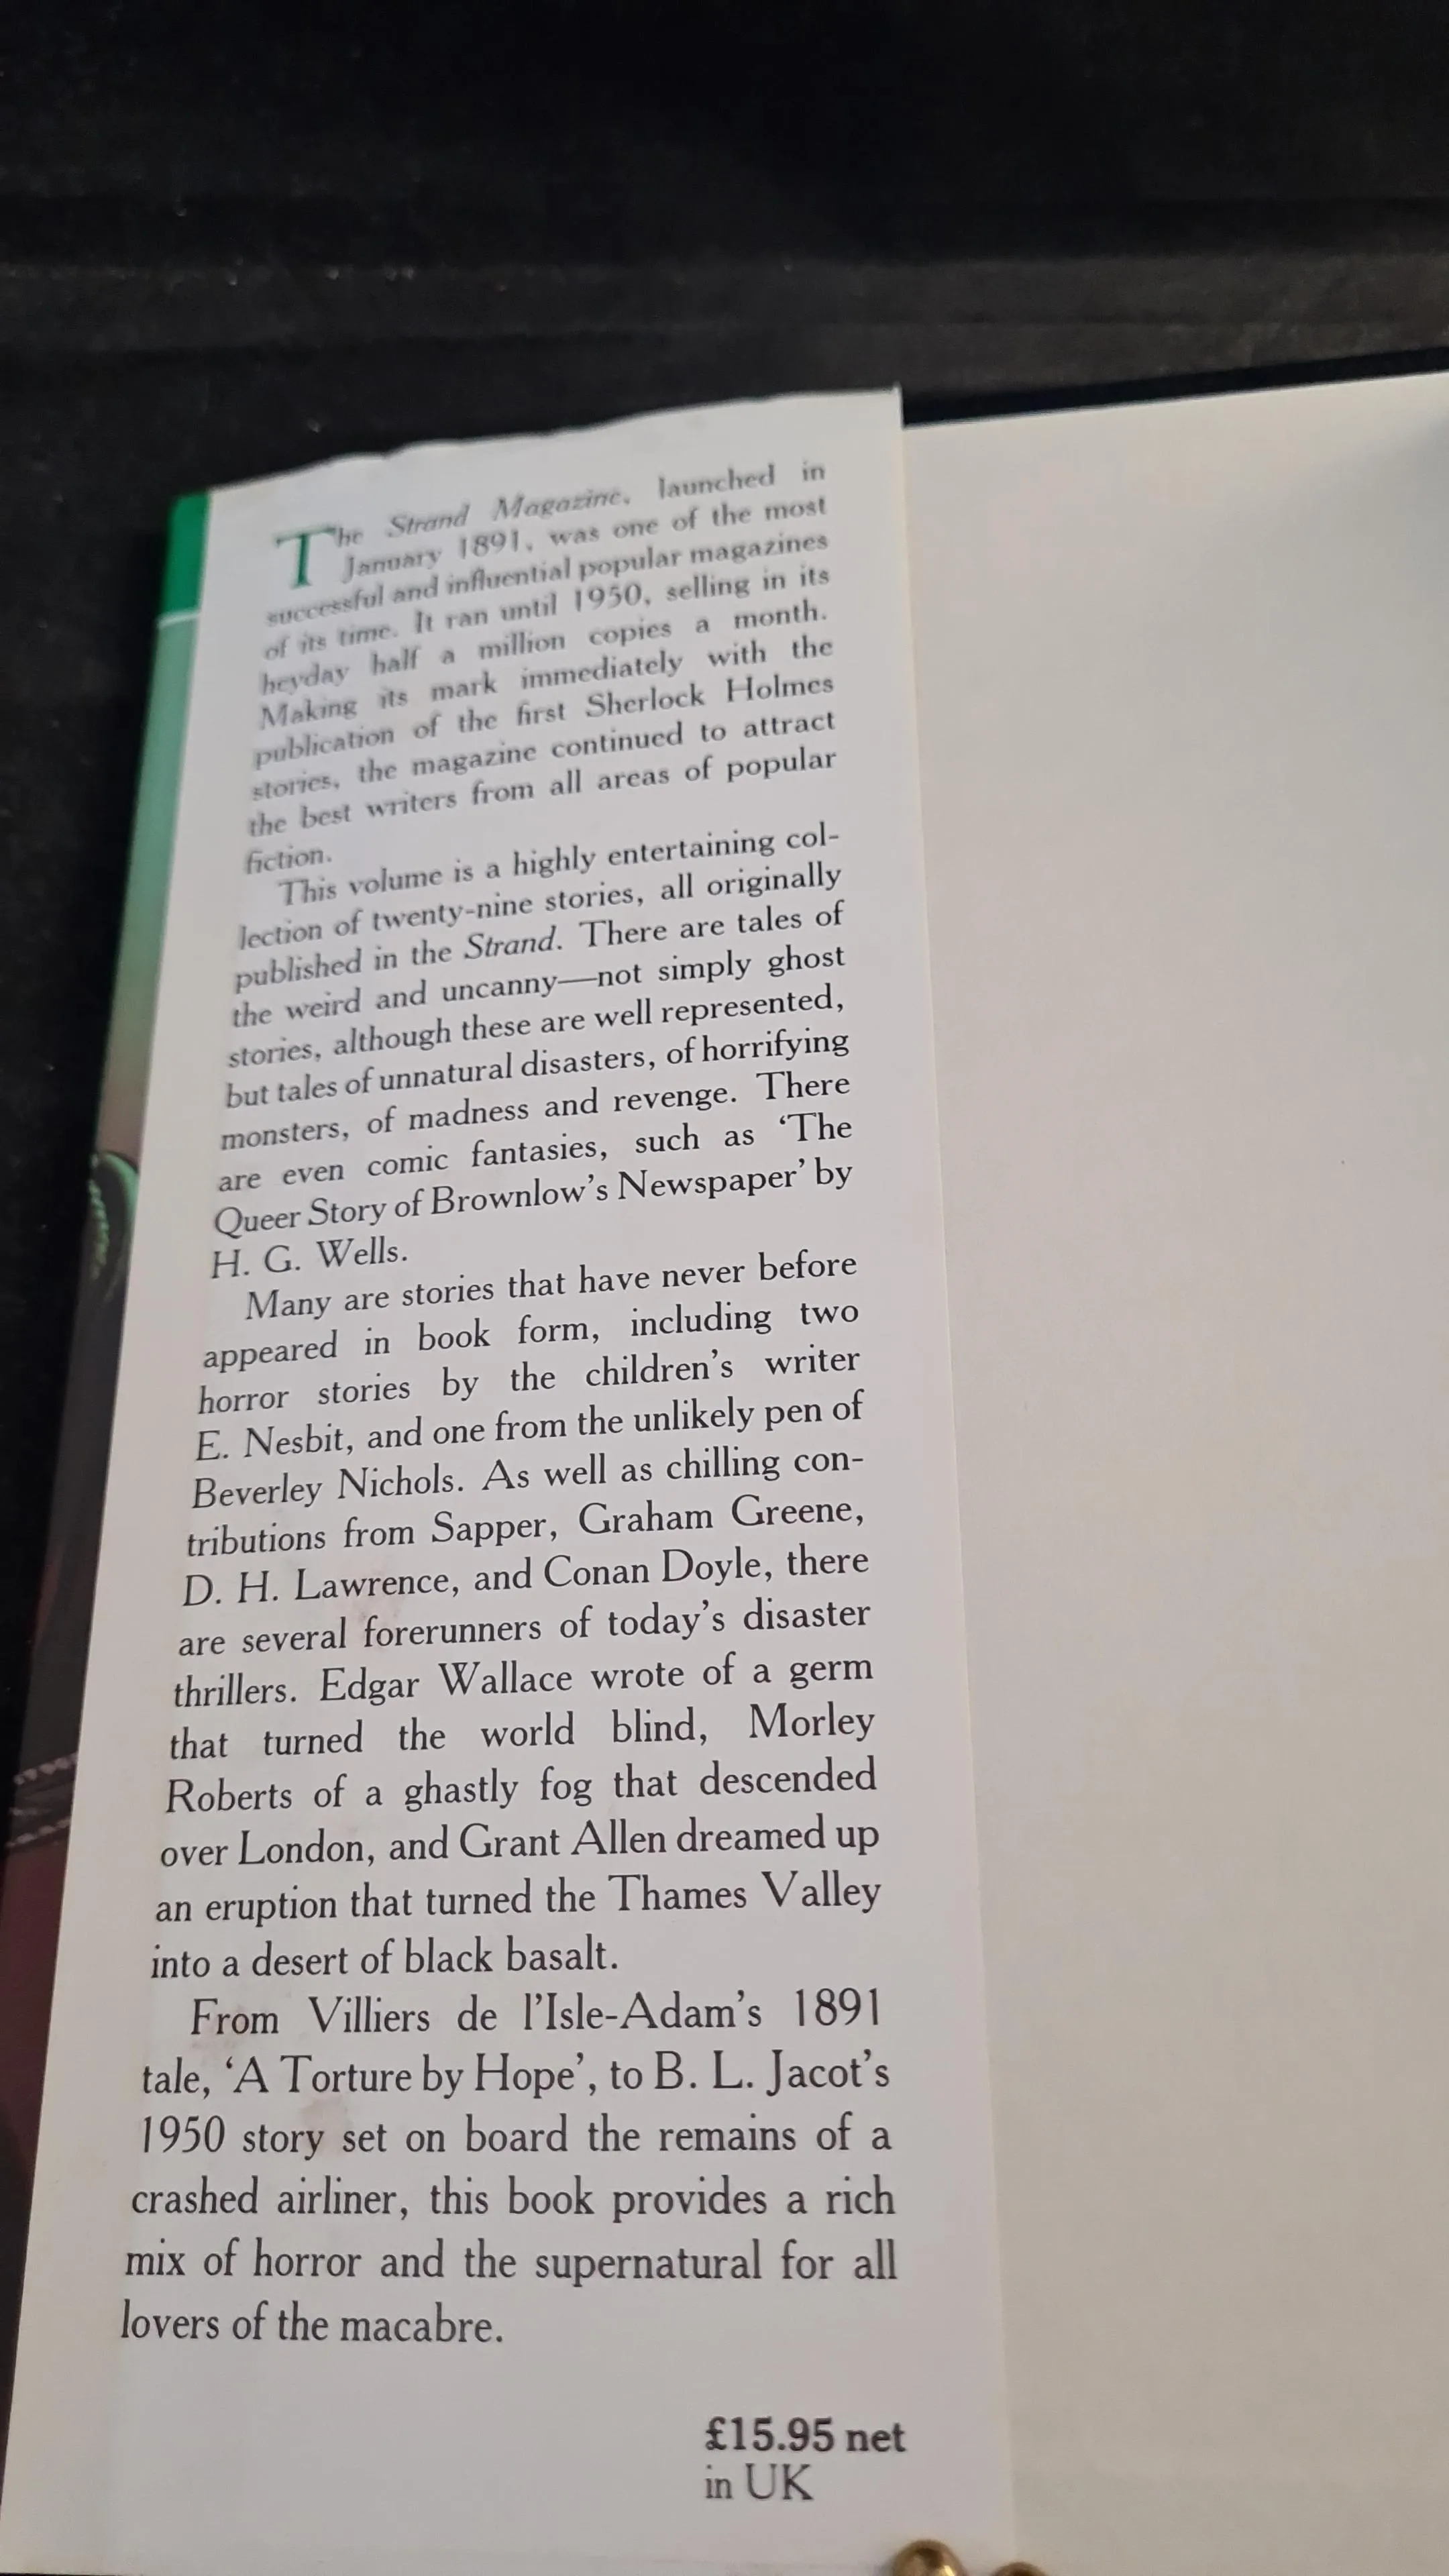 The Strand Magazine, launched in
January 1891, was one of the most
successful and influential popular magazines
of its time. It ran until 1950, selling in its
heyday half a million copies a month.
Making its mark immediately with the
publication of the first Sherlock Holmes
stories, the magazine continued to attract
the best writers from all areas of popular
fiction.
This volume is a highly entertaining col-
lection of twenty-nine stories, all originally
published in the Strand. There are tales of
the weird and uncanny—not simply ghost
stories, although these are well represented,
but tales of unnatural disasters, of horrifying
monsters, of madness and revenge. There
are even comic fantasies, such as ‘The
Queer Story of Brownlow’s Newspaper’ by
H. G. Wells.
Many are stories that have never before
appeared in book form, including two
horror stories by the children’s writer
E. Nesbit, and one from the unlikely pen of
Beverley Nichols. As well as chilling con-
tributions from Sapper, Graham Greene,
D. H. Lawrence, and Conan Doyle, there
are several forerunners of today’s disaster
thrillers. Edgar Wallace wrote of a germ
that turned the world blind, Morley
Roberts of a ghastly fog that descended
over London, and Grant Allen dreamed up
an eruption that turned the Thames Valley
into a desert of black basalt.
From Villiers de l’Isle-Adam’s 1891
tale, ‘A Torture by Hope’, to B. L. Jacot’s
1950 story set on board the remains of a
crashed airliner, this book provides a rich
mix of horror and the supernatural for all
lovers of the macabre.
£15.95 net
in UK